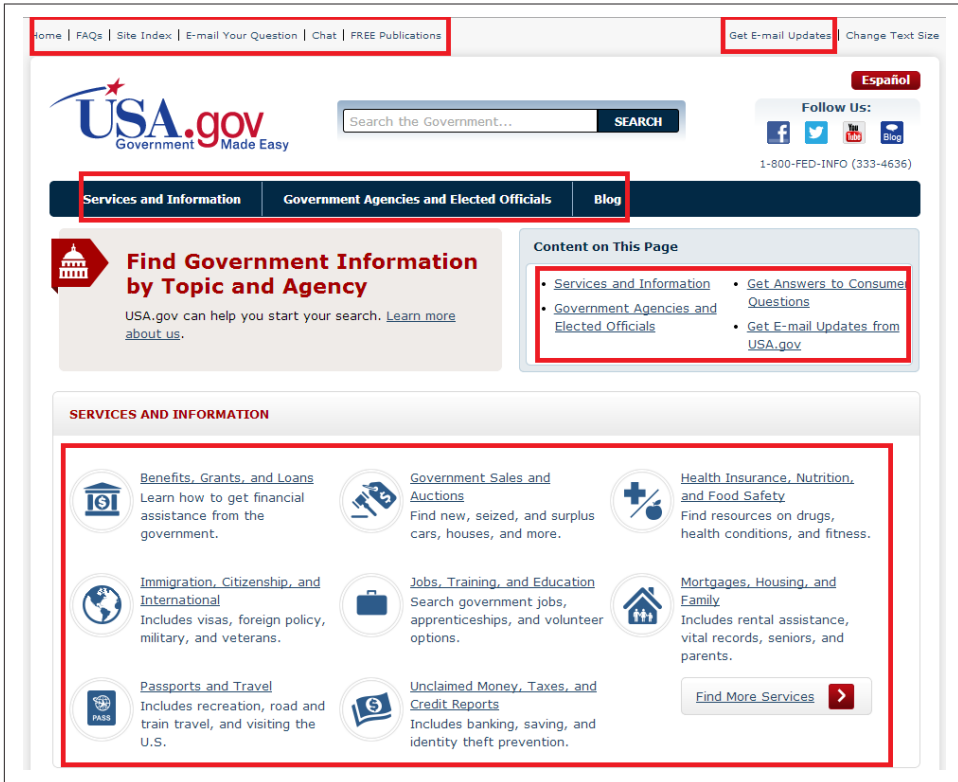 Home | FAQs | Site Index | E-mail Your Question | Chat | FREE Publications
Get E-mail Updates | Change Text Size
Español
USA.gov
Government Made Easy
Search the Government...
SEARCH
Follow Us:
f
You
Tube
Blog
1-800-FED-INFO (333-4636)
Services and Information
Government Agencies and Elected Officials
Blog
Find Government Information
by Topic and Agency
USA.gov can help you start your search. Learn more
about us.
Content on This Page
• Services and Information
• Government Agencies and
Elected Officials
• Get Answers to Consumer
Questions
• Get E-mail Updates from
USA.gov
SERVICES AND INFORMATION
Benefits, Grants, and Loans
Learn how to get financial
assistance from the
government.
Government Sales and
Auctions
Find new, seized, and surplus
cars, houses, and more.
Health Insurance, Nutrition,
and Food Safety
Find resources on drugs,
health conditions, and fitness.
Immigration, Citizenship, and
International
Includes visas, foreign policy,
military, and veterans.
Jobs, Training, and Education
Search government jobs,
apprenticeships, and volunteer
options.
Mortgages, Housing, and
Family
Includes rental assistance,
vital records, seniors, and
parents.
PASS
Passports and Travel
Includes recreation, road and
train travel, and visiting the
U.S.
Unclaimed Money, Taxes, and
Credit Reports
Includes banking, saving, and
identity theft prevention.
Find More Services